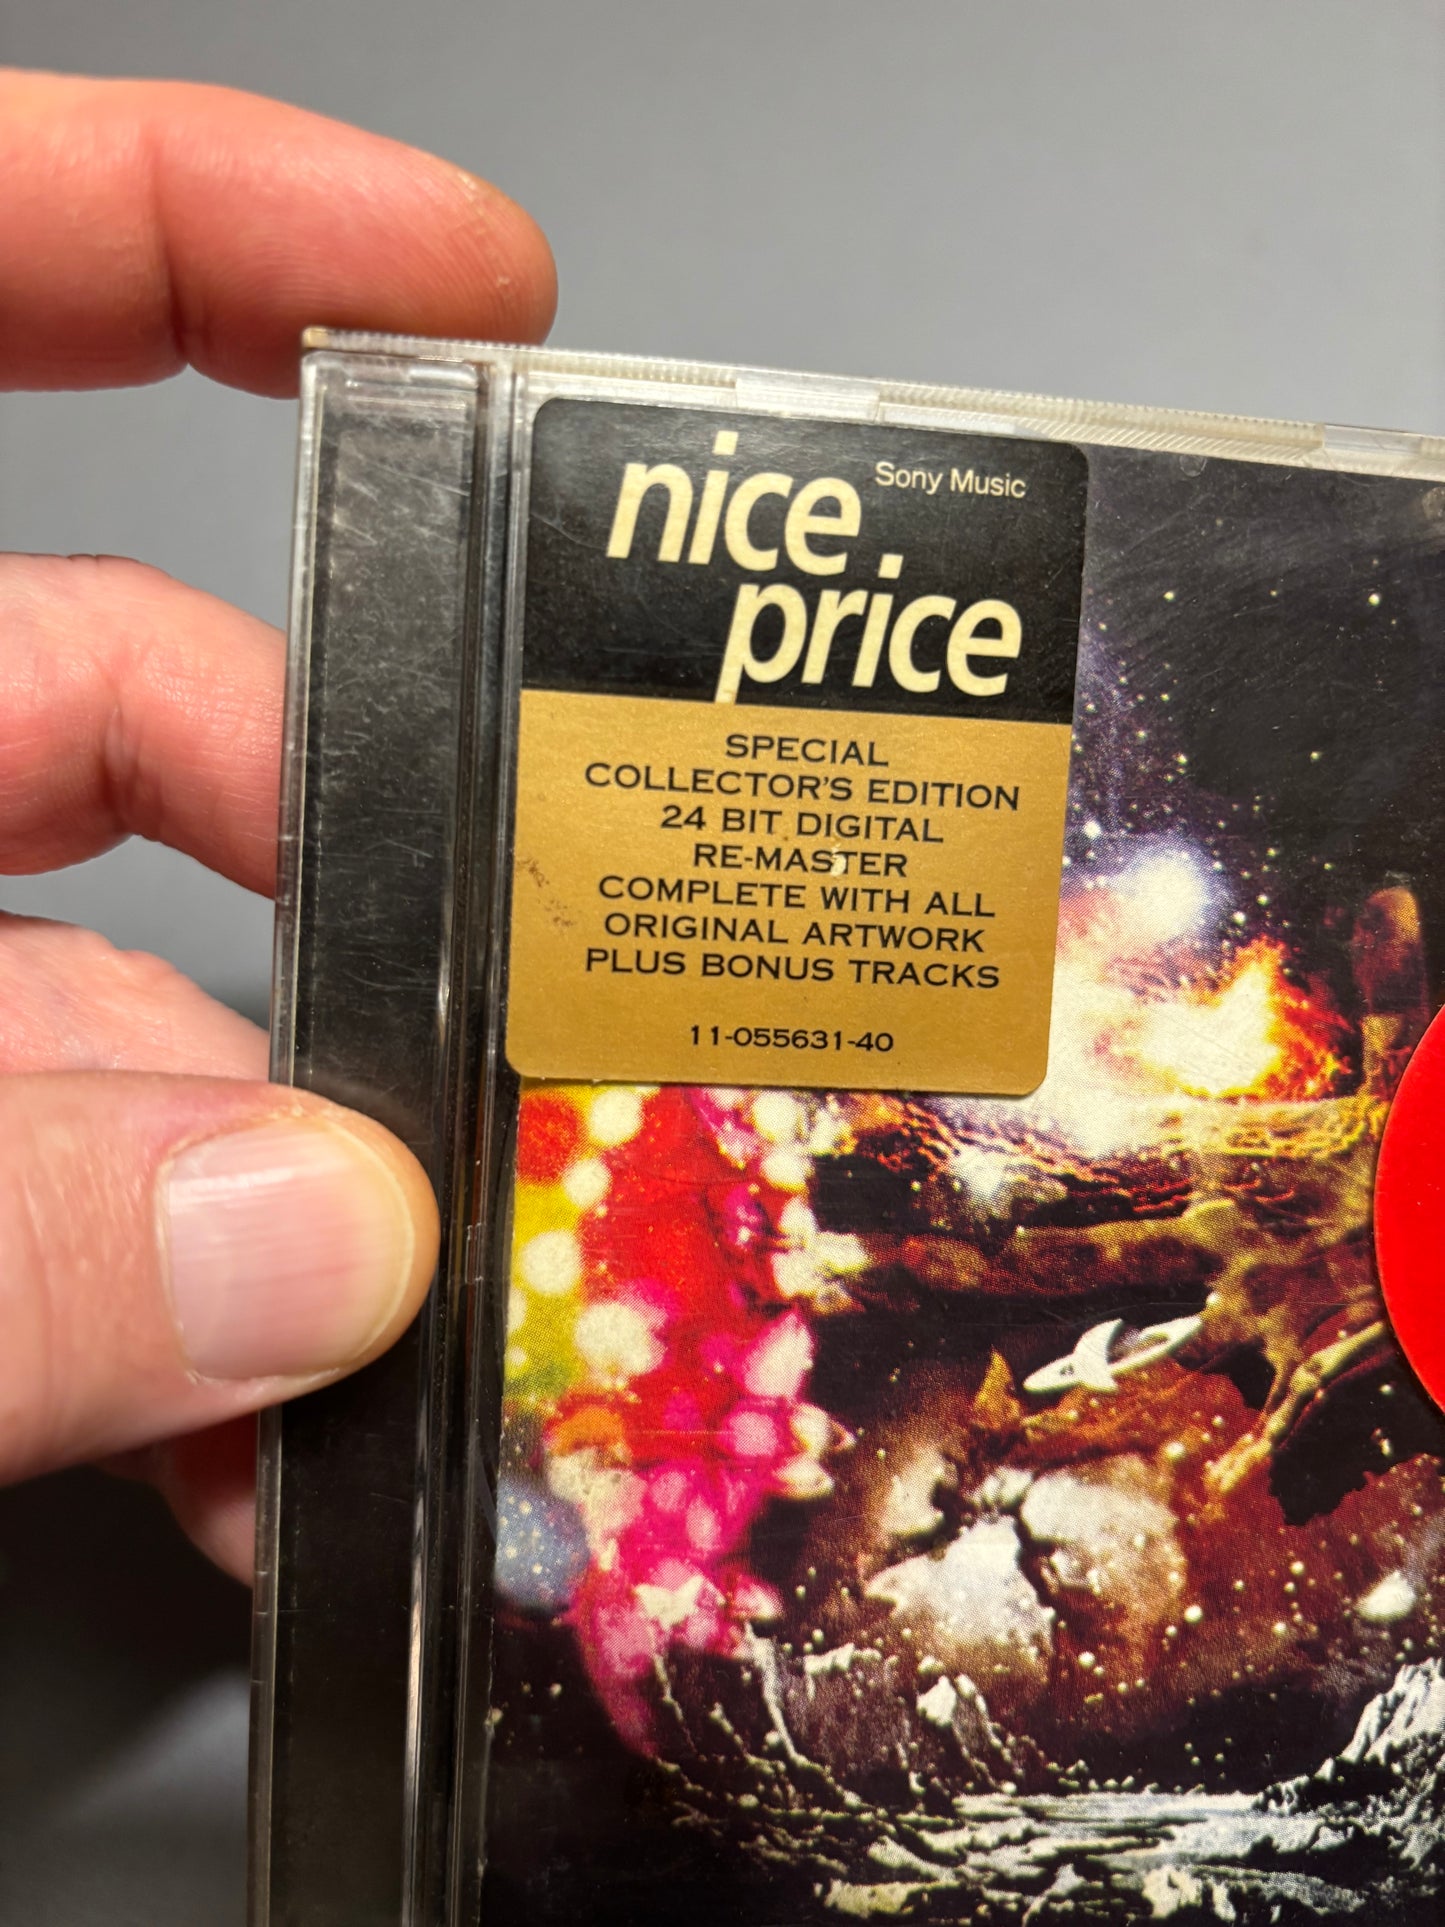 nice
Sony Music
price
SPECIAL
COLLECTOR'S EDITION
24 BIT DIGITAL
RE-MASTER
COMPLETE WITH ALL
ORIGINAL ARTWORK
PLUS BONUS TRACKS
11-055631-40